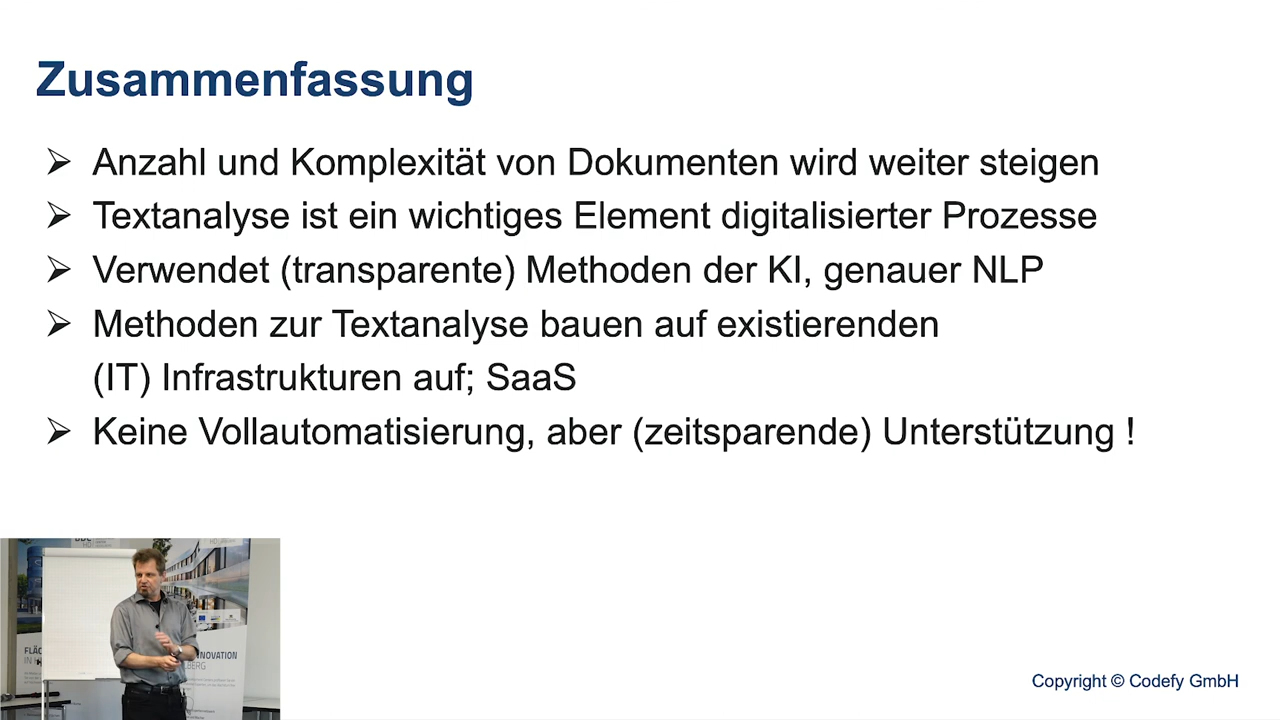 Zusammenfassung
➢ Anzahl und Komplexität von Dokumenten wird weiter steigen
➢ Textanalyse ist ein wichtiges Element digitalisierter Prozesse
➢ Verwendet (transparente) Methoden der KI, genauer NLP
➢ Methoden zur Textanalyse bauen auf existierenden
(IT) Infrastrukturen auf; SaaS
➢ Keine Vollautomatisierung, aber (zeitsparende) Unterstützung !
Copyright © Codefy GmbH